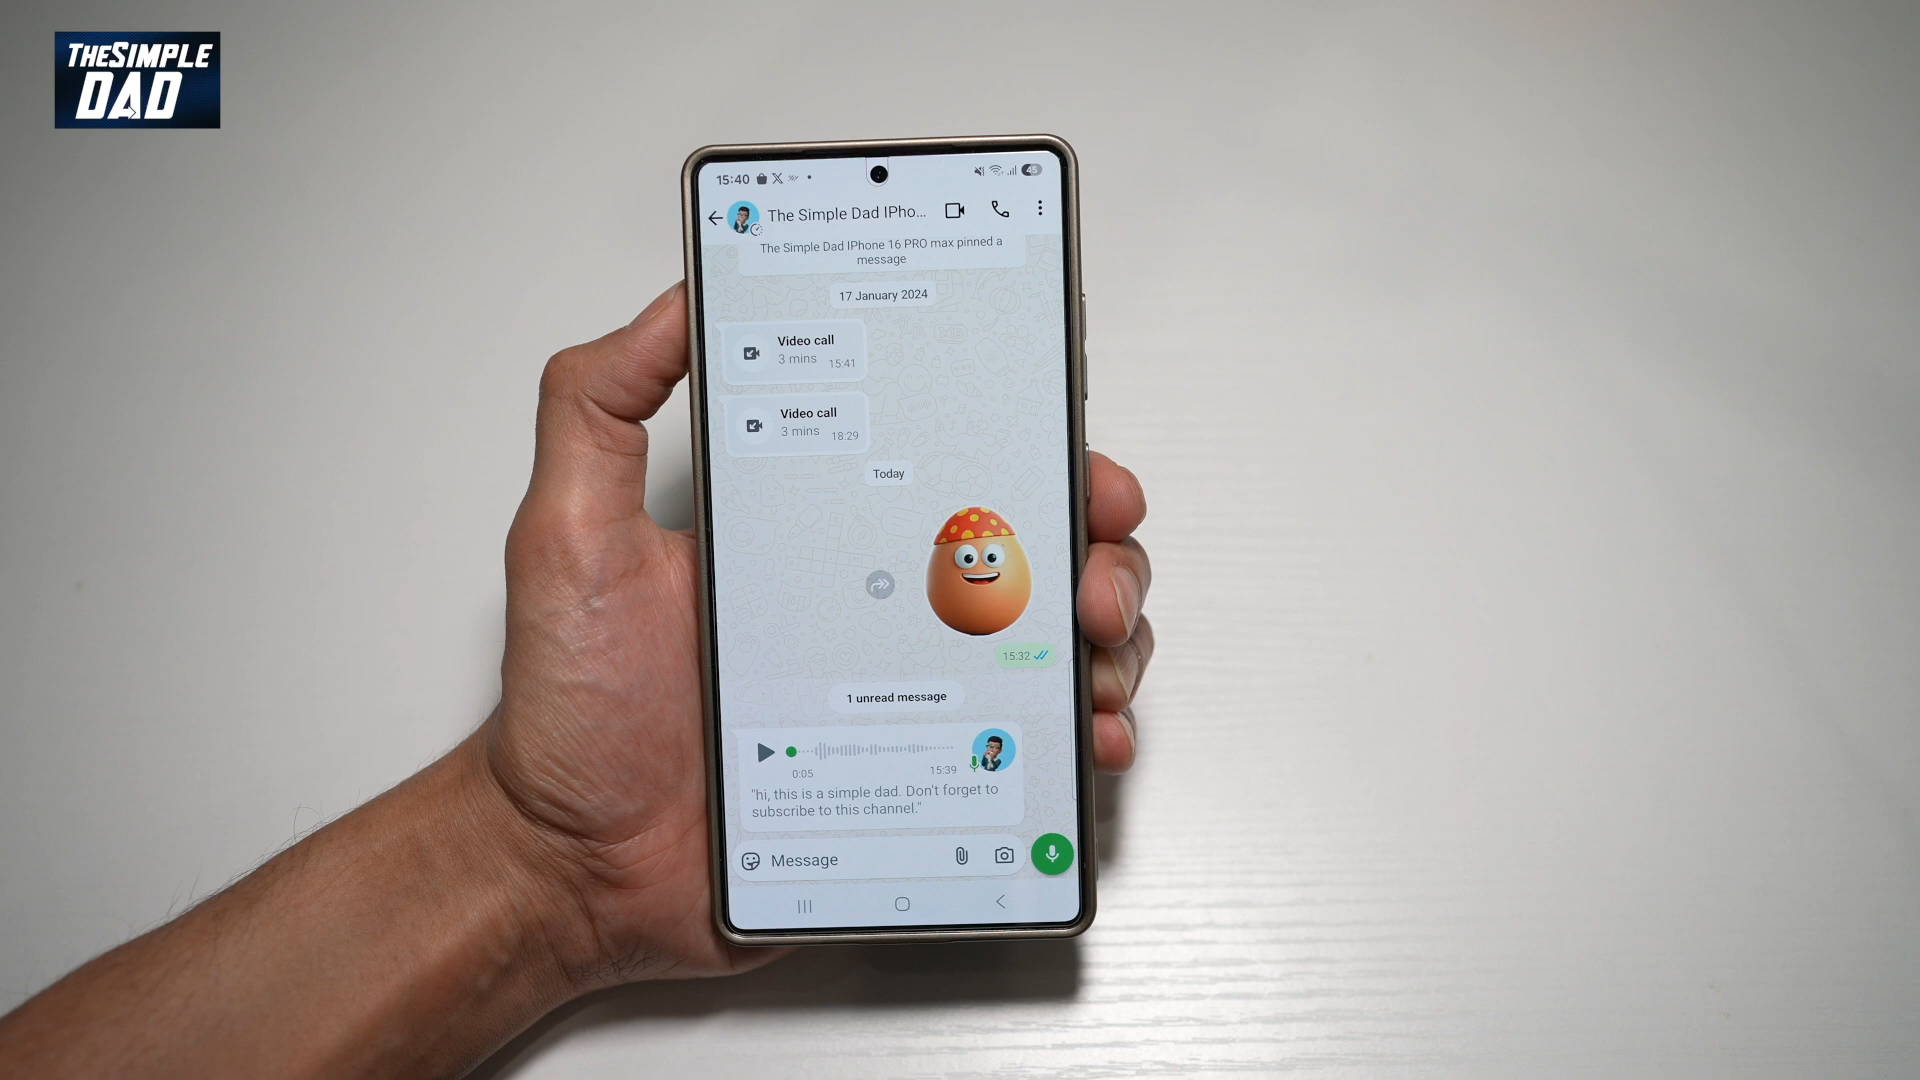 THESIMPLE
DAD
15:40
45
The Simple Dad IPho...
The Simple Dad IPhone 16 PRO max pinned a
message
17 January 2024
Video call
3 mins 15:41
Video call
3 mins 18:29
Today
15:32
1 unread message
0:05 15:39
"hi, this is a simple dad. Don't forget to
subscribe to this channel."
Message